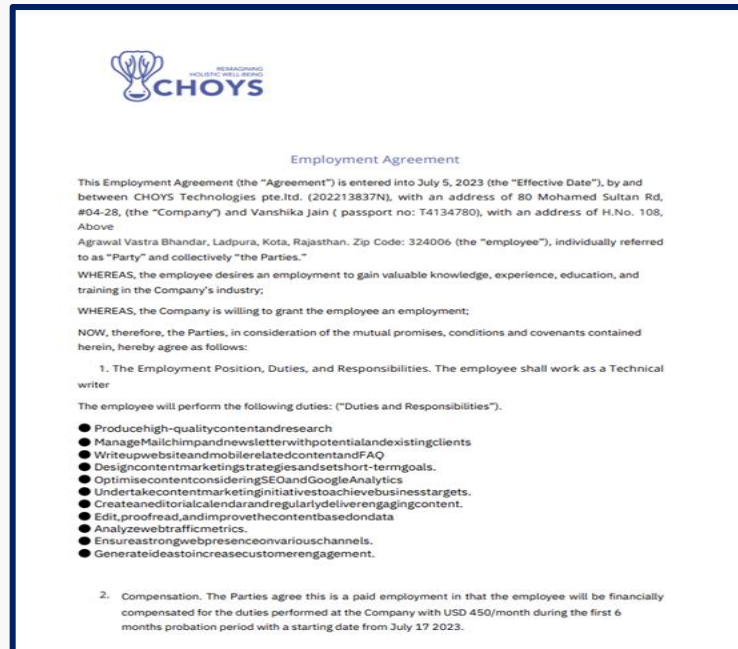 REIMAGINING
HOLISTIC WELL-BEING
CHOYS
Employment Agreement
This Employment Agreement (the “Agreement”) is entered into July 5, 2023 (the “Effective Date”), by and
between CHOYS Technologies pte.ltd. (202213837N), with an address of 80 Mohamed Sultan Rd,
#04-28, (the “Company”) and Vanshika Jain ( passport no: T4134780), with an address of H.No. 108,
Above
Agrawal Vastra Bhandar, Ladpura, Kota, Rajasthan. Zip Code: 324006 (the “employee”), individually referred
to as “Party” and collectively “the Parties.”
WHEREAS, the employee desires an employment to gain valuable knowledge, experience, education, and
training in the Company’s industry;
WHEREAS, the Company is willing to grant the employee an employment;
NOW, therefore, the Parties, in consideration of the mutual promises, conditions and covenants contained
herein, hereby agree as follows:
1. The Employment Position, Duties, and Responsibilities. The employee shall work as a Technical
writer
The employee will perform the following duties: (“Duties and Responsibilities”).
● Producehigh-qualitycontentandresearch
● ManageMailchimpandnewsletterwithpotentialandexistingclients
● WriteupwebsiteandmobilerelatedcontentandFAQ
● Designcontentmarketingstrategiesandsetshort-termgoals.
● OptimisecontentconsideringSEOandGoogleAnalytics
● Undertakecontentmarketinginitiativestoachievebusinesstargets.
● Createaneditorialcalendarandregularlydeliverengagingcontent.
● Edit,proofread,andimprovethecontentbasedondata
● Analyzewebtrafficmetrics.
● Ensureastrongwebpresenceonvariouschannels.
● Generateideastoincreasecustomerengagement.
2. Compensation. The Parties agree this is a paid employment in that the employee will be financially
compensated for the duties performed at the Company with USD 450/month during the first 6
months probation period with a starting date from July 17 2023.